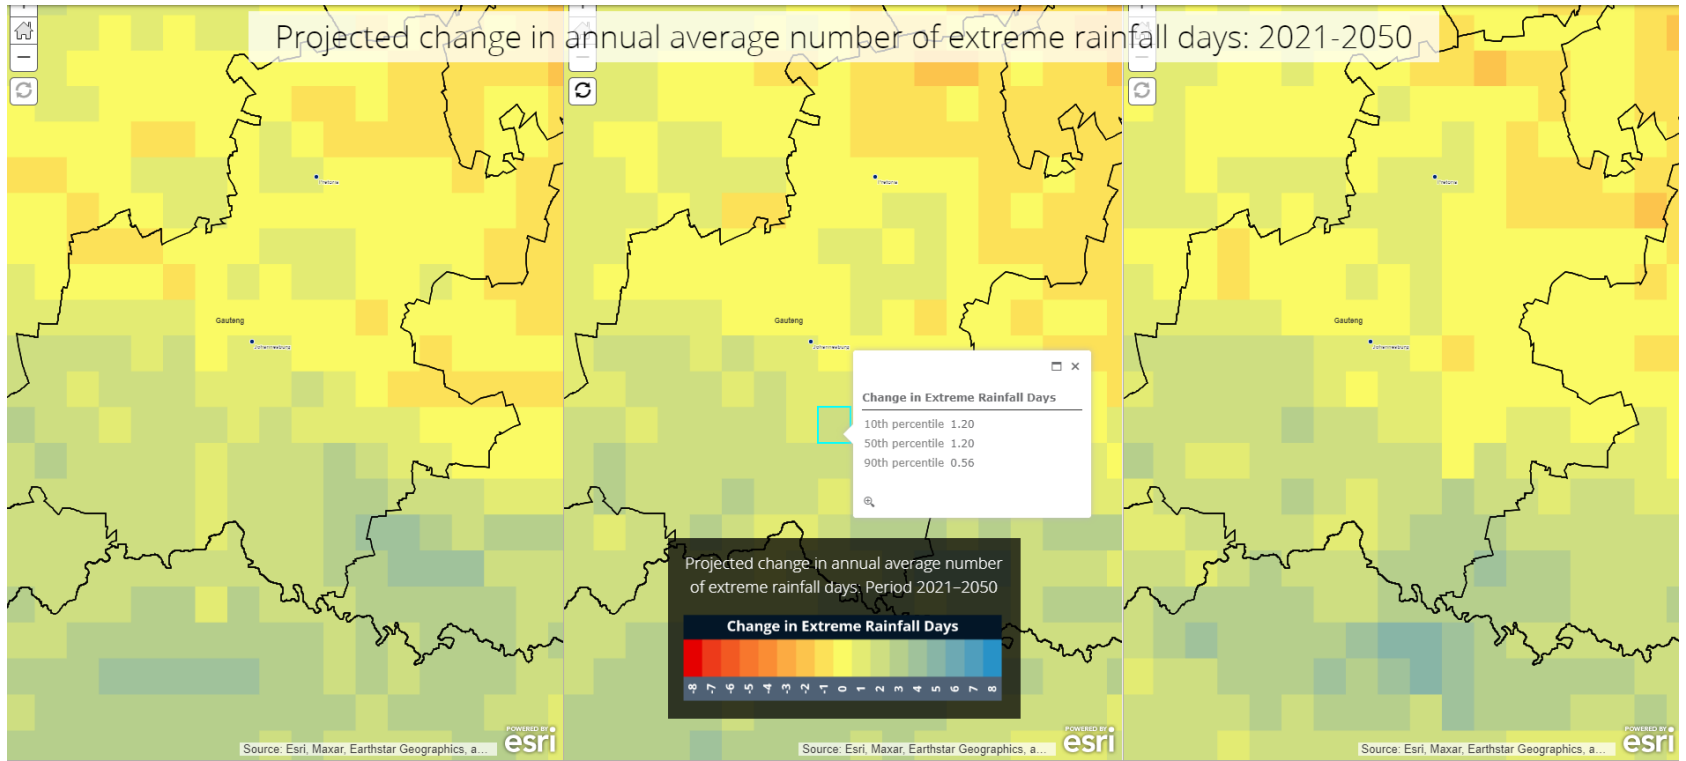 Projected change in annual average number of extreme rainfall days: 2021-2050
Pretoria
Pretoria
Pretoria
Gauteng
Gauteng
Gauteng
Johannesburg
Johannesburg
Johannesburg
Change in Extreme Rainfall Days
10th percentile 1.20
50th percentile 1.20
90th percentile 0.56
Projected change in annual average number
of extreme rainfall days: Period 2021–2050
Change in Extreme Rainfall Days
-8 -7 -6 -5 -4 -3 -2 -1 0 1 2 3 4 5 6 7 8
Source: Esri, Maxar, Earthstar Geographics, a...
POWERED BY
esri
Source: Esri, Maxar, Earthstar Geographics, a...
POWERED BY
esri
Source: Esri, Maxar, Earthstar Geographics, a...
POWERED BY
esri